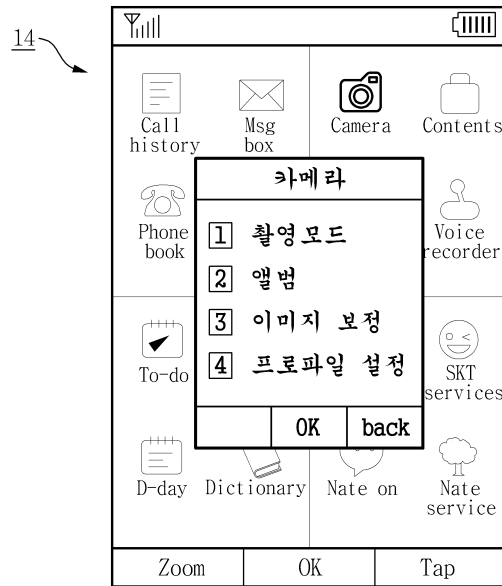 14
Call
history
Msg
box
Camera
Contents
Phone
book
Voice
recorder
카메라
1 촬영모드
2 앨범
3 이미지 보정
4 프로파일 설정
OK back
To-do
SKT
services
D-day
Dictionary
Nate on
Nate
service
Zoom OK Tap